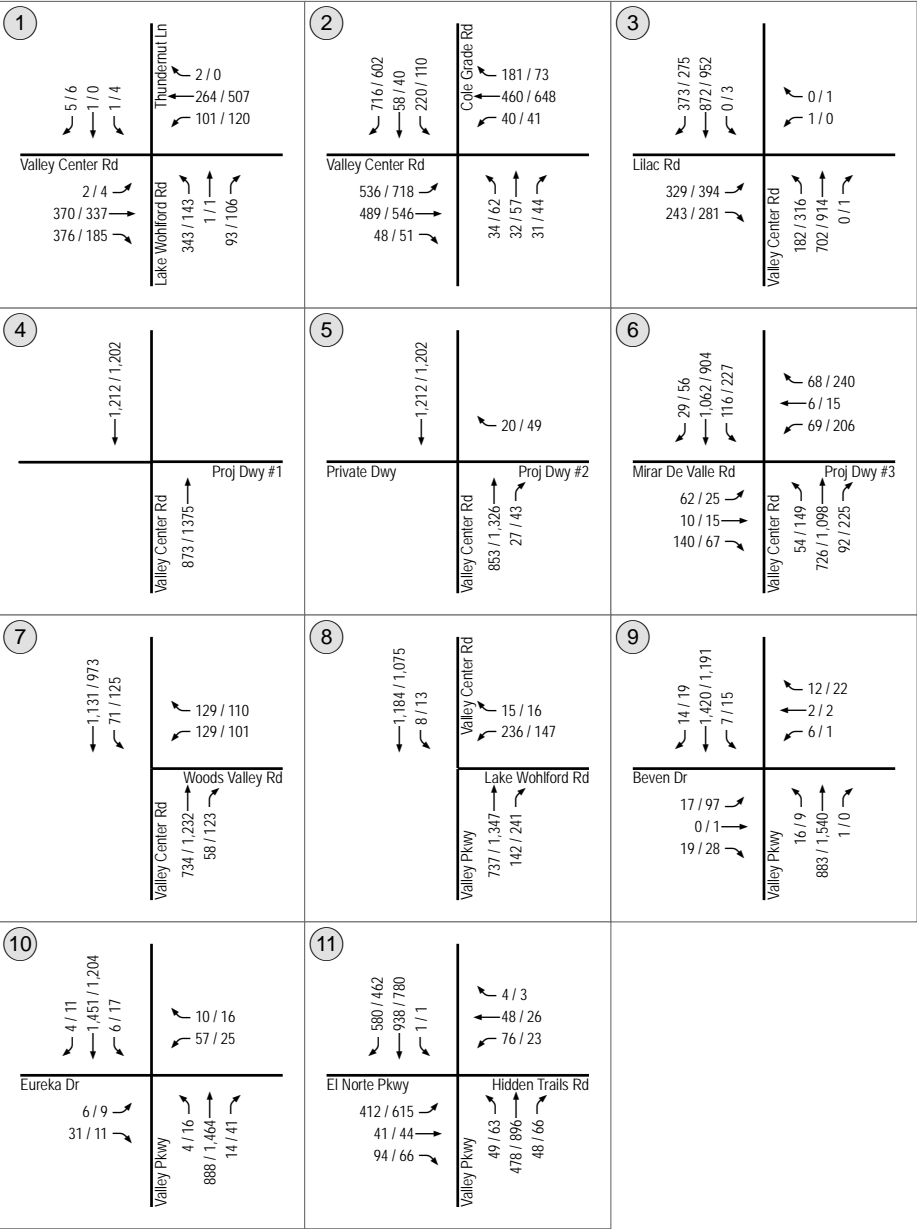 1
Thundernut Ln
5 / 6
1 / 0
1 / 4
2 / 0
264 / 507
101 / 120
Valley Center Rd
Lake Wohlford Rd
2 / 4
370 / 337
376 / 185
343 / 143
1 / 1
93 / 106
2
Cole Grade Rd
716 / 602
58 / 40
220 / 110
181 / 73
460 / 648
40 / 41
Valley Center Rd
536 / 718
489 / 546
48 / 51
34 / 62
32 / 57
31 / 44
3
373 / 275
872 / 952
0 / 3
0 / 1
1 / 0
Lilac Rd
Valley Center Rd
329 / 394
243 / 281
182 / 316
702 / 914
0 / 1
4
1,212 / 1,202
Proj Dwy #1
Valley Center Rd
873 / 1375
5
1,212 / 1,202
20 / 49
Private Dwy
Proj Dwy #2
Valley Center Rd
853 / 1,326
27 / 43
6
29 / 56
1,062 / 904
116 / 227
68 / 240
6 / 15
69 / 206
Mirar De Valle Rd
Proj Dwy #3
Valley Center Rd
62 / 25
10 / 15
140 / 67
54 / 149
726 / 1,098
92 / 225
7
1,131 / 973
71 / 125
129 / 110
129 / 101
Woods Valley Rd
Valley Center Rd
734 / 1,232
58 / 123
8
Valley Center Rd
1,184 / 1,075
8 / 13
15 / 16
236 / 147
Lake Wohlford Rd
Valley Pkwy
737 / 1,347
142 / 241
9
14 / 19
1,420 / 1,191
7 / 15
12 / 22
2 / 2
6 / 1
Beven Dr
Valley Pkwy
17 / 97
0 / 1
19 / 28
16 / 9
883 / 1,540
1 / 0
10
4 / 11
1,451 / 1,204
6 / 17
10 / 16
57 / 25
Eureka Dr
Valley Pkwy
6 / 9
31 / 11
4 / 16
888 / 1,464
14 / 41
11
580 / 462
938 / 780
1 / 1
4 / 3
48 / 26
76 / 23
El Norte Pkwy
Hidden Trails Rd
Valley Pkwy
412 / 615
41 / 44
94 / 66
49 / 63
478 / 896
48 / 66